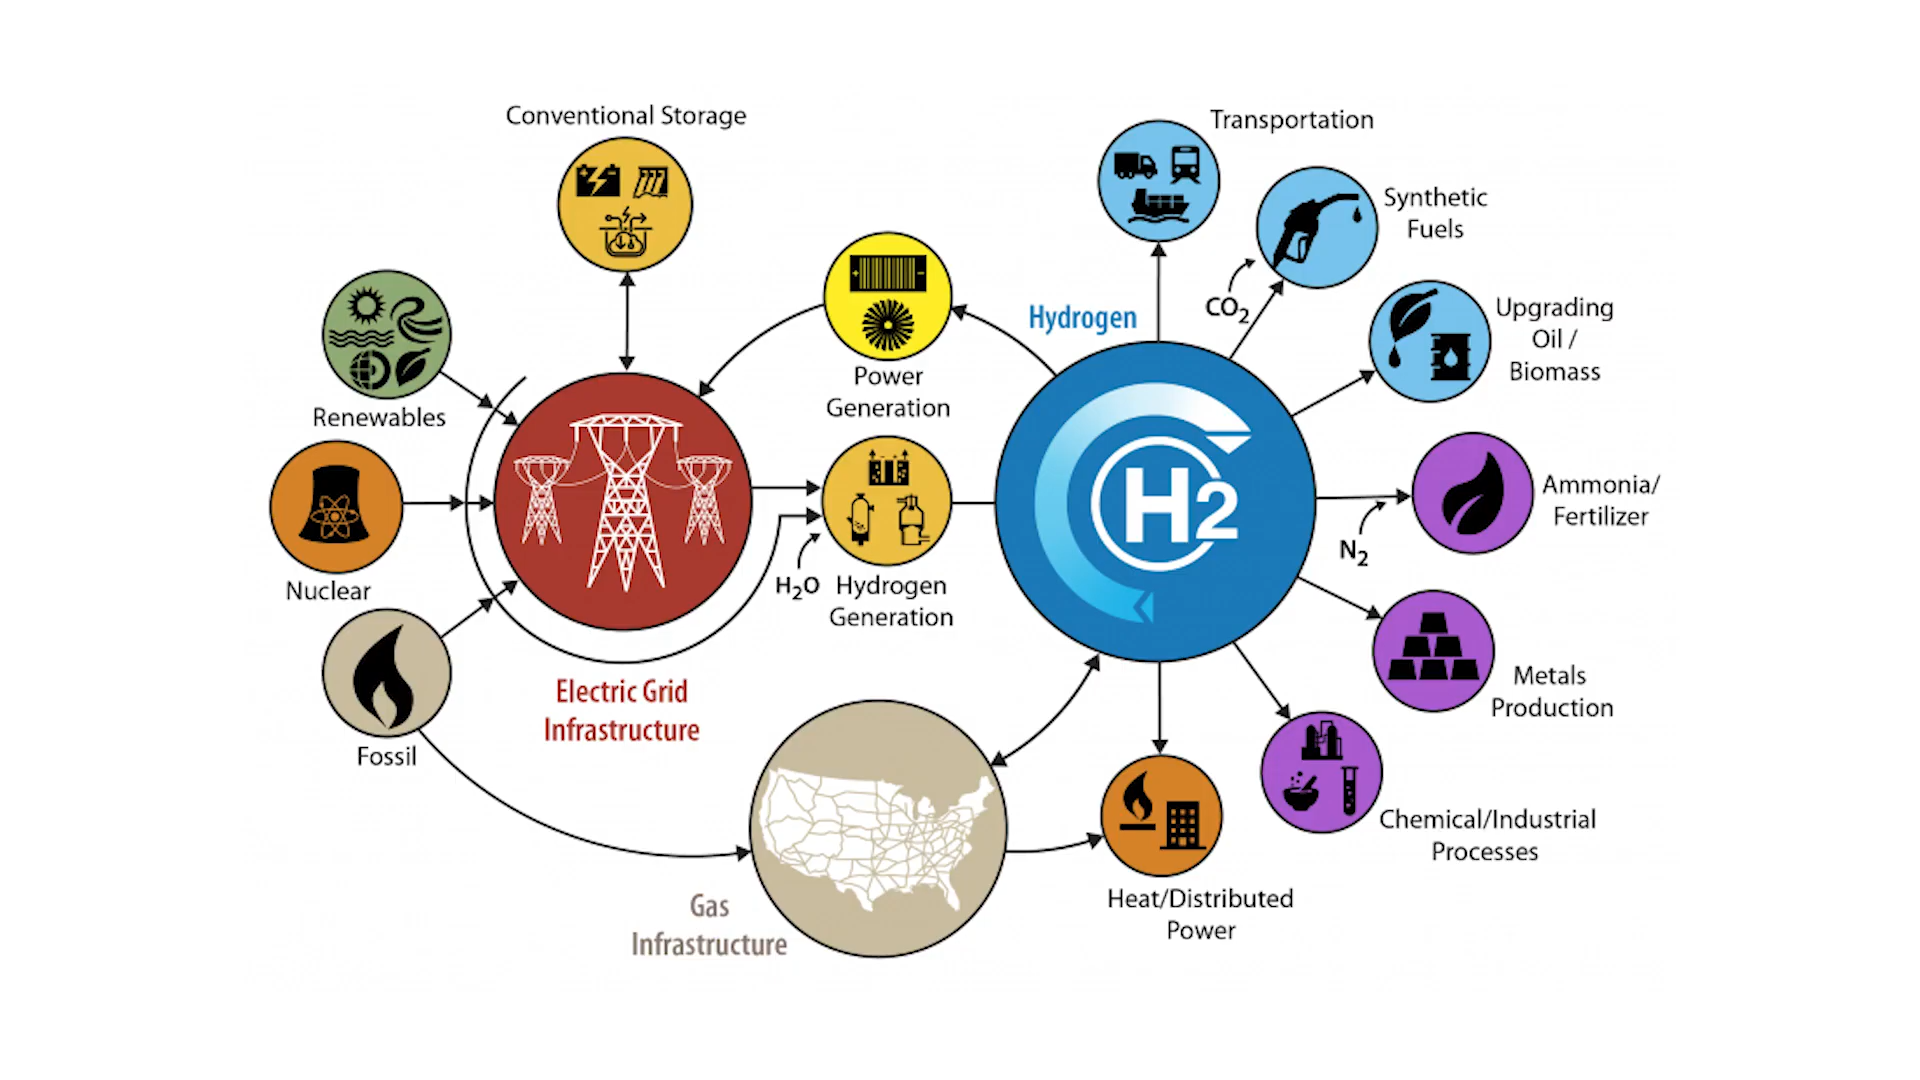 Conventional Storage
Transportation
Synthetic
Fuels
CO2
Hydrogen
Upgrading
Oil /
Biomass
Renewables
Power
Generation
+ -
H2
Ammonia/
Fertilizer
N2
Nuclear
H2O
Hydrogen
Generation
Electric Grid
Infrastructure
Metals
Production
Fossil
Chemical/Industrial
Processes
Gas
Infrastructure
Heat/Distributed
Power